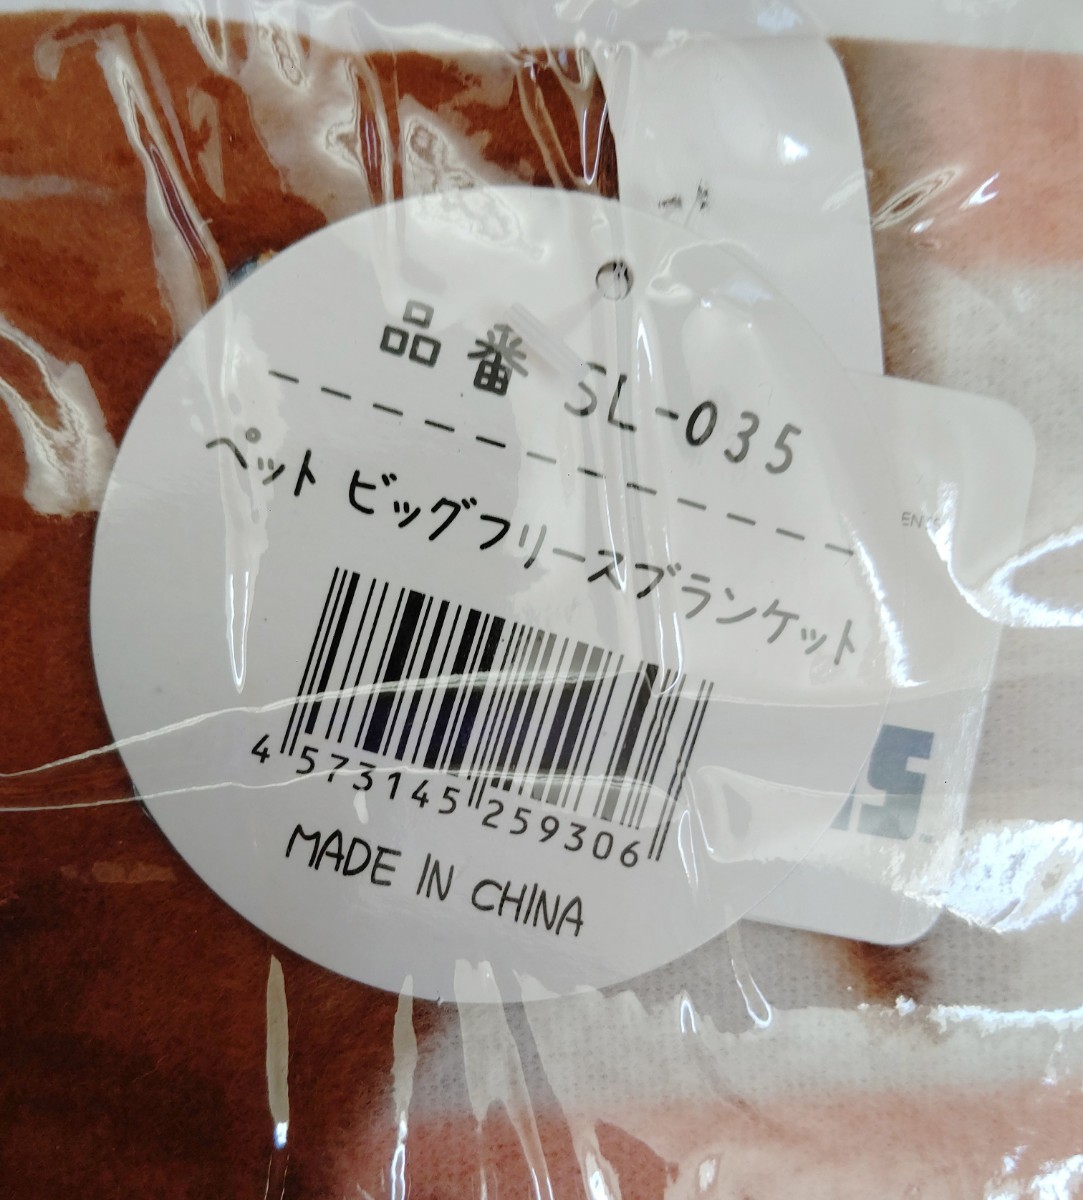 品番 SL-035
ペット ビッグフリースブランケット
4 573145 259306
MADE IN CHINA